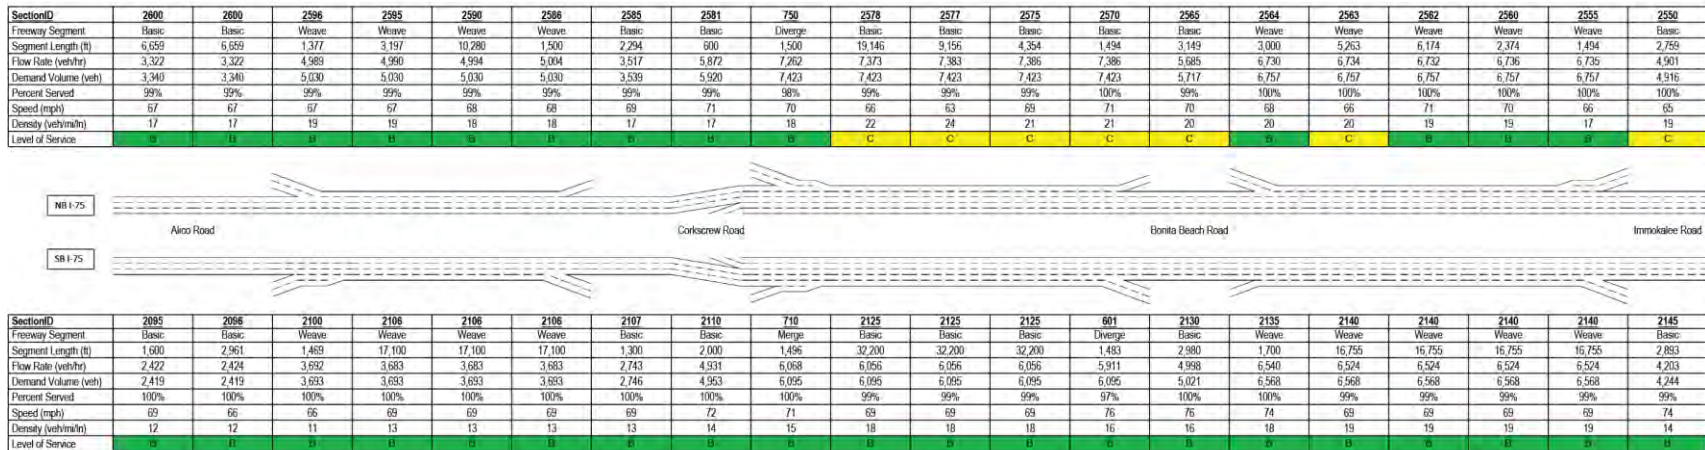 SectionID 2600 2600 2596 2595 2590 2586 2585 2581 750 2578 2577 2575 2570 2565 2564 2563 2562 2560 2555 2550
Freeway Segment Basic Basic Weave Weave Weave Weave Basic Basic Diverge Basic Basic Basic Basic Basic Weave Weave Weave Weave Weave Basic
Segment Length (ft) 6,659 6,659 1,377 3,197 10,280 1,500 2,294 600 1,500 19,146 9,156 4,354 1,494 3,149 3,000 5,263 6,174 2,374 1,494 2,759
Flow Rate (veh/hr) 3,322 3,322 4,989 4,990 4,994 5,004 3,517 5,872 7,262 7,373 7,383 7,386 7,386 5,685 6,730 6,734 6,732 6,736 6,735 4,901
Demand Volume (veh) 3,340 3,340 5,030 5,030 5,030 5,030 3,539 5,920 7,423 7,423 7,423 7,423 7,423 5,717 6,757 6,757 6,757 6,757 6,757 4,916
Percent Served 99% 99% 99% 99% 99% 99% 99% 99% 98% 99% 99% 99% 100% 99% 100% 100% 100% 100% 100% 100%
Speed (mph) 67 67 67 67 68 68 69 71 70 66 63 69 71 70 68 66 71 70 66 65
Density (veh/mi/ln) 17 17 19 19 18 18 17 17 18 22 24 21 21 20 20 20 19 19 17 19
Level of Service B B B B B B B B B C C C C C B C B B B C
NB I-75
Alico Road Corkscrew Road Bonita Beach Road Immokalee Road
SB I-75
SectionID 2095 2096 2100 2106 2106 2106 2107 2110 710 2125 2125 2125 601 2130 2135 2140 2140 2140 2140 2145
Freeway Segment Basic Basic Weave Weave Weave Weave Basic Basic Merge Basic Basic Basic Diverge Basic Weave Weave Weave Weave Weave Basic
Segment Length (ft) 1,600 2,961 1,469 17,100 17,100 17,100 1,300 2,000 1,496 32,200 32,200 32,200 1,483 2,980 1,700 16,755 16,755 16,755 16,755 2,893
Flow Rate (veh/hr) 2,422 2,424 3,692 3,683 3,683 3,683 2,743 4,931 6,068 6,056 6,056 6,056 5,911 4,998 6,540 6,524 6,524 6,524 6,524 4,203
Demand Volume (veh) 2,419 2,419 3,693 3,693 3,693 3,693 2,746 4,953 6,095 6,095 6,095 6,095 6,095 5,021 6,568 6,568 6,568 6,568 6,568 4,244
Percent Served 100% 100% 100% 100% 100% 100% 100% 100% 100% 99% 99% 99% 97% 100% 100% 99% 99% 99% 99% 99%
Speed (mph) 69 66 66 69 69 69 69 72 71 69 69 69 76 76 74 69 69 69 69 74
Density (veh/mi/ln) 12 12 11 13 13 13 13 14 15 18 18 18 16 16 18 19 19 19 19 14
Level of Service B B B B B B B B B B B B B B B B B B B B